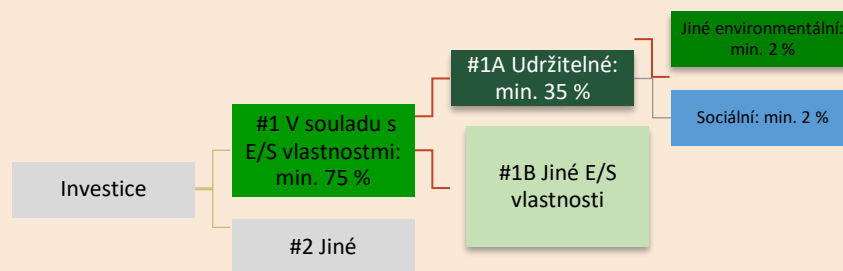 Investice
#1 V souladu s
E/S vlastnostmi:
min. 75 %
#2 Jiné
#1A Udržitelné:
min. 35 %
#1B Jiné E/S
vlastnosti
Jiné environmentální:
min. 2 %
Sociální: min. 2 %